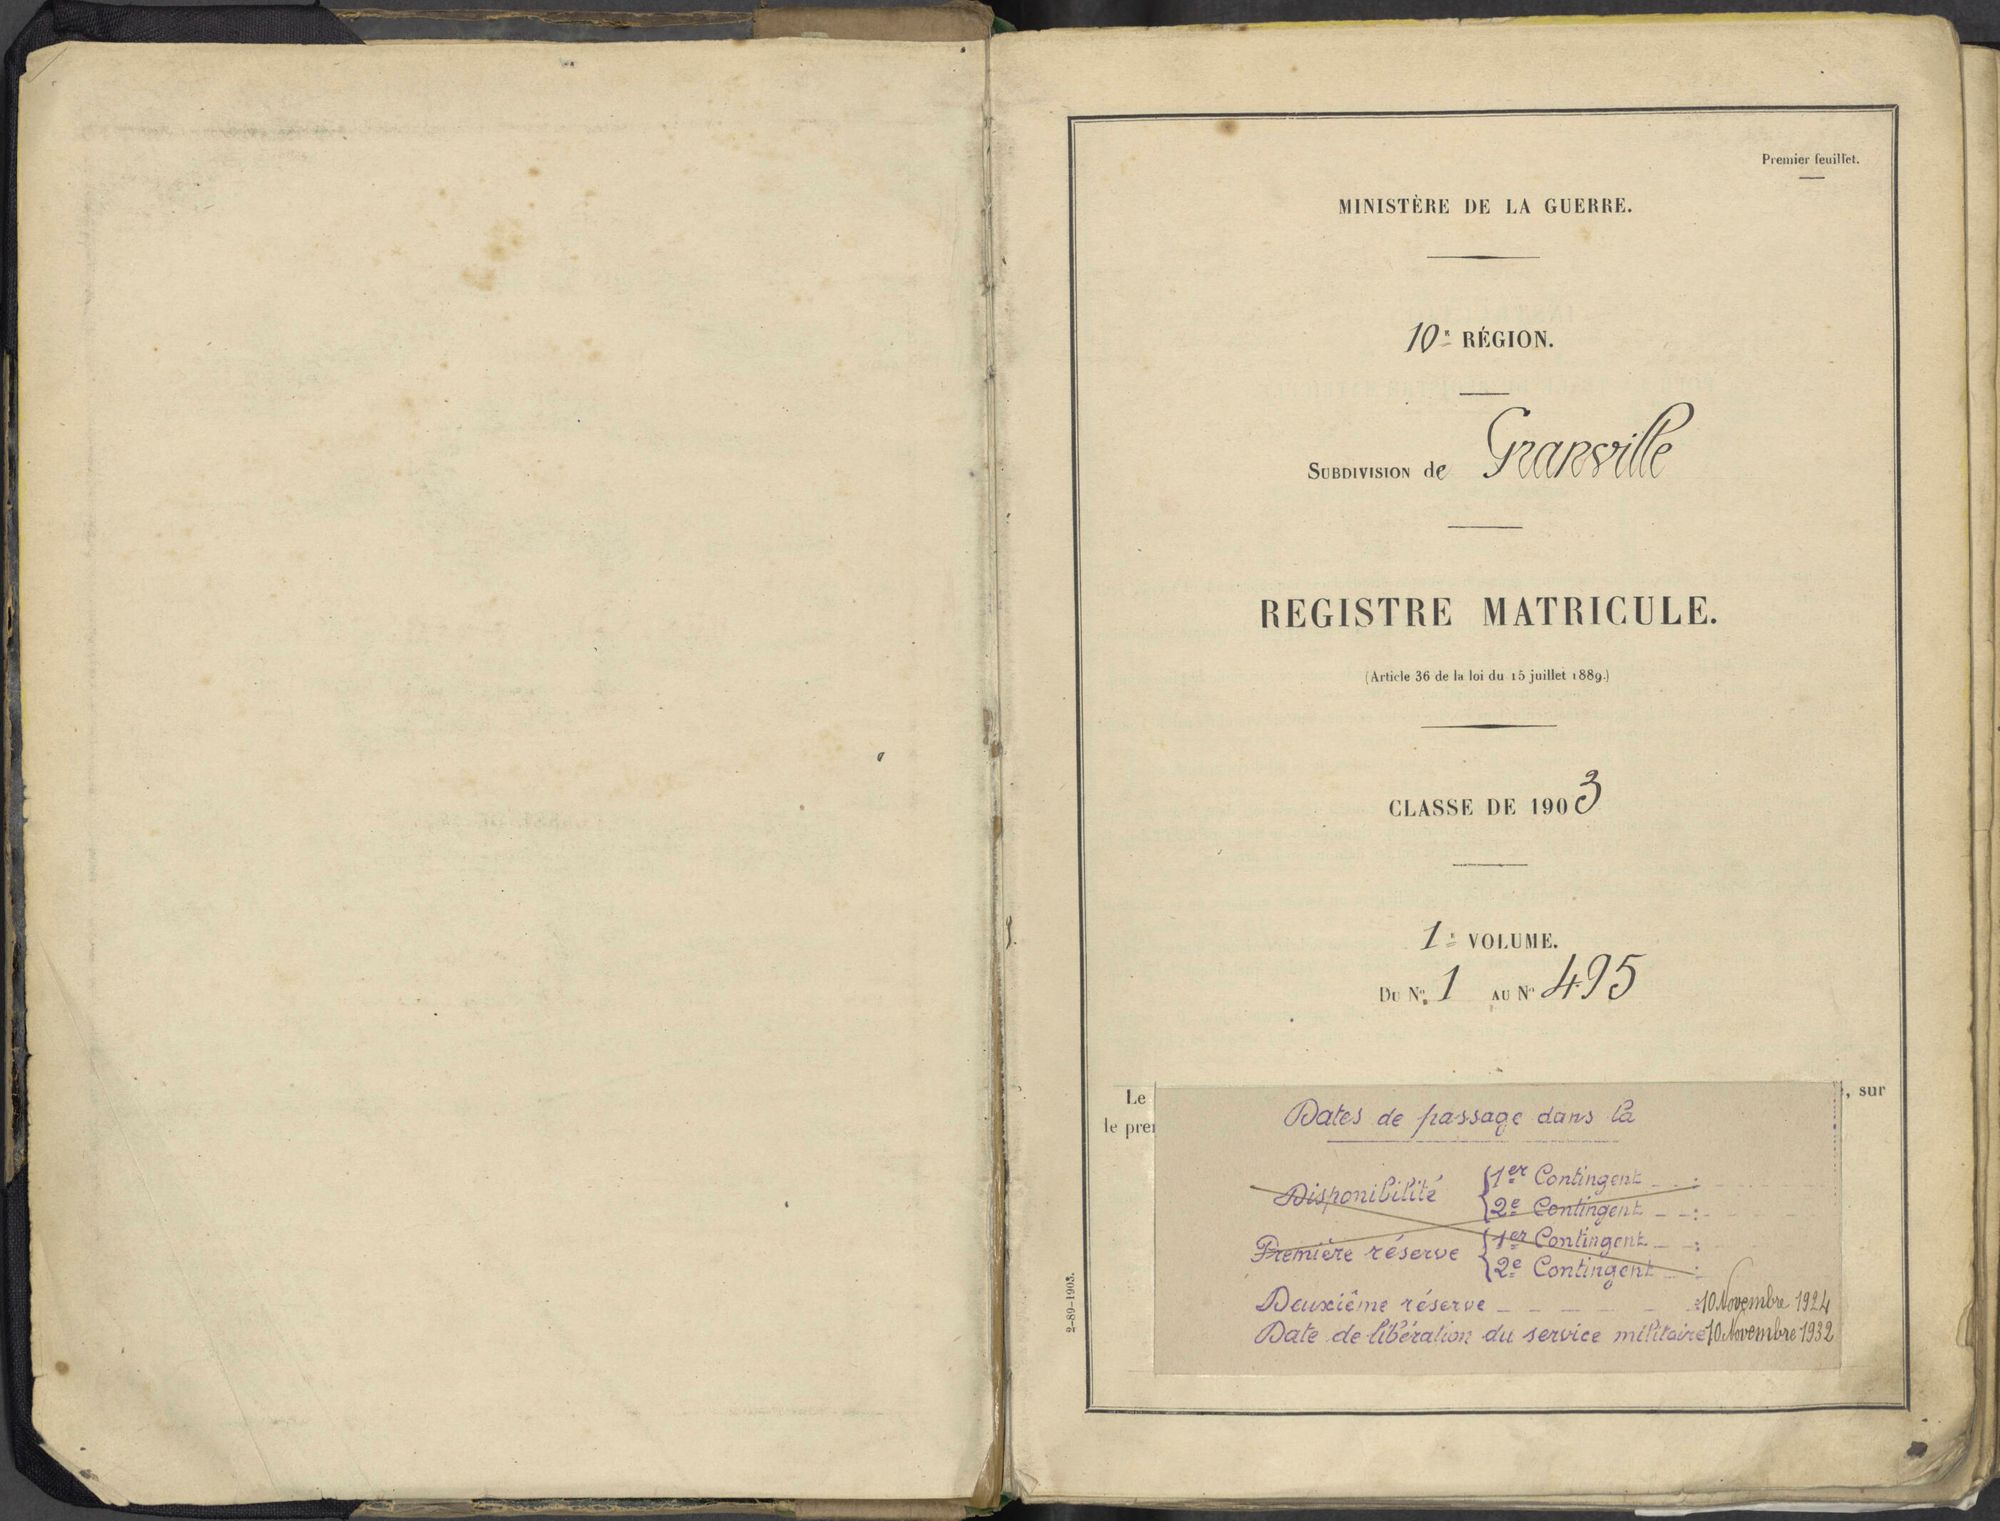 Premier feuillet.
MINISTÈRE DE LA GUERRE.
10E RÉGION.
SUBDIVISION de Granville
REGISTRE MATRICULE.
(Article 36 de la loi du 15 juillet 1889.)
CLASSE DE 1903
1E VOLUME.
DU No 1 AU No 495
Le , sur
le pre
Dates de passage dans la
Disponibilité { 1er Contingent _ _ :
2e Contingent _ _ :
Première réserve { 1er Contingent _ _ :
2e Contingent _ :
Deuxième réserve _ _ _ _ _ _ : 10 Novembre 1924
Date de libération du service militaire 10 Novembre 1932
2-89-1903.